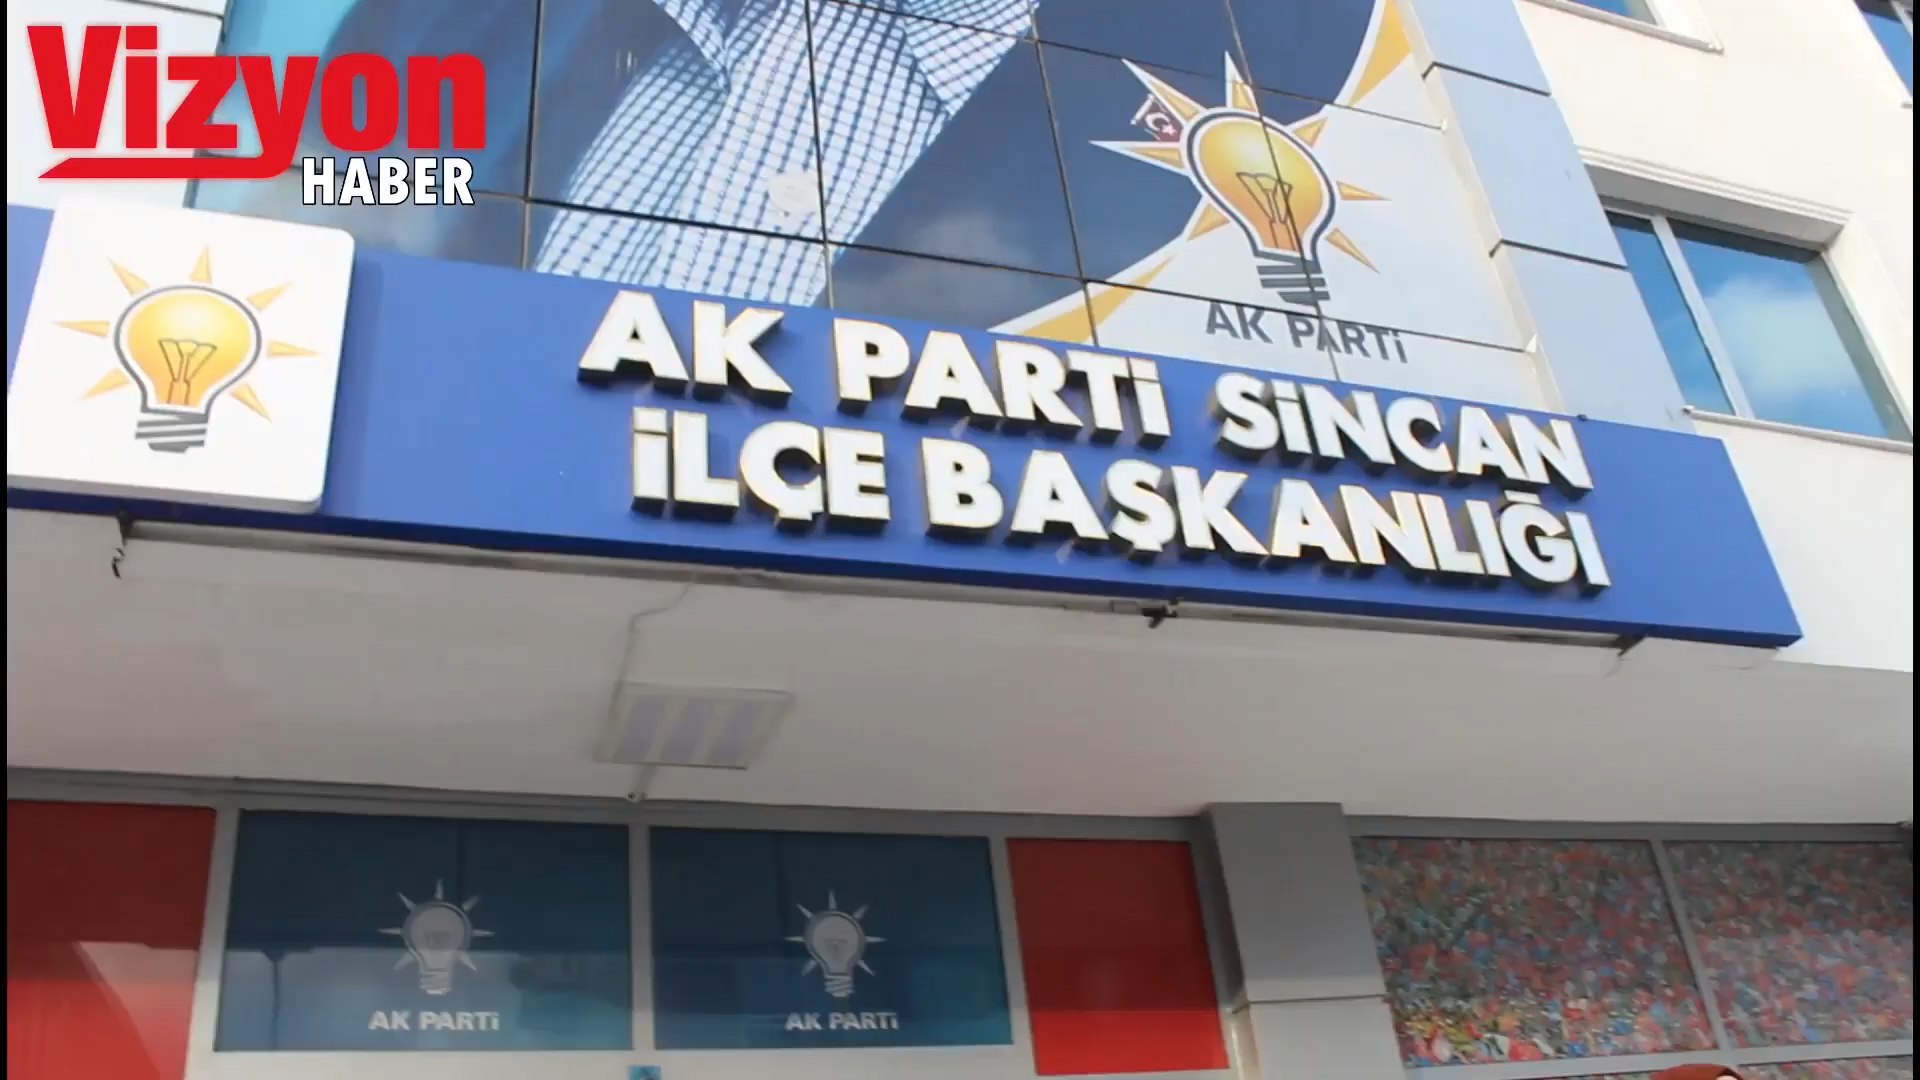 Vizyon
HABER
AK PARTİ
AK PARTİ SİNCAN
İLÇE BAŞKANLIĞI
AK PARTİ
AK PARTİ